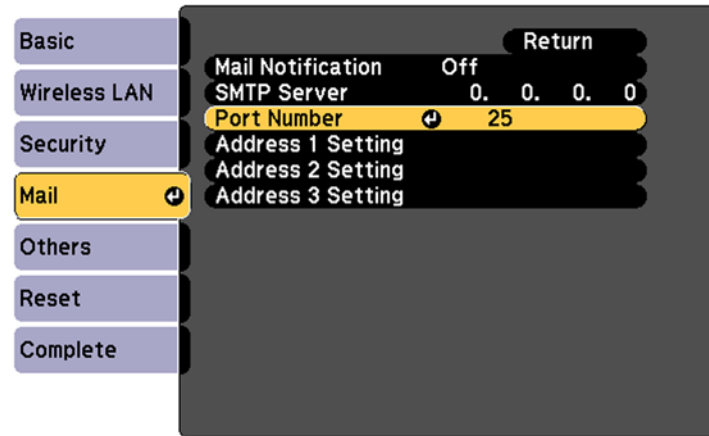 Basic
Wireless LAN
Security
Mail
Others
Reset
Complete
Return
Mail Notification Off
SMTP Server 0. 0. 0. 0
Port Number 25
Address 1 Setting
Address 2 Setting
Address 3 Setting